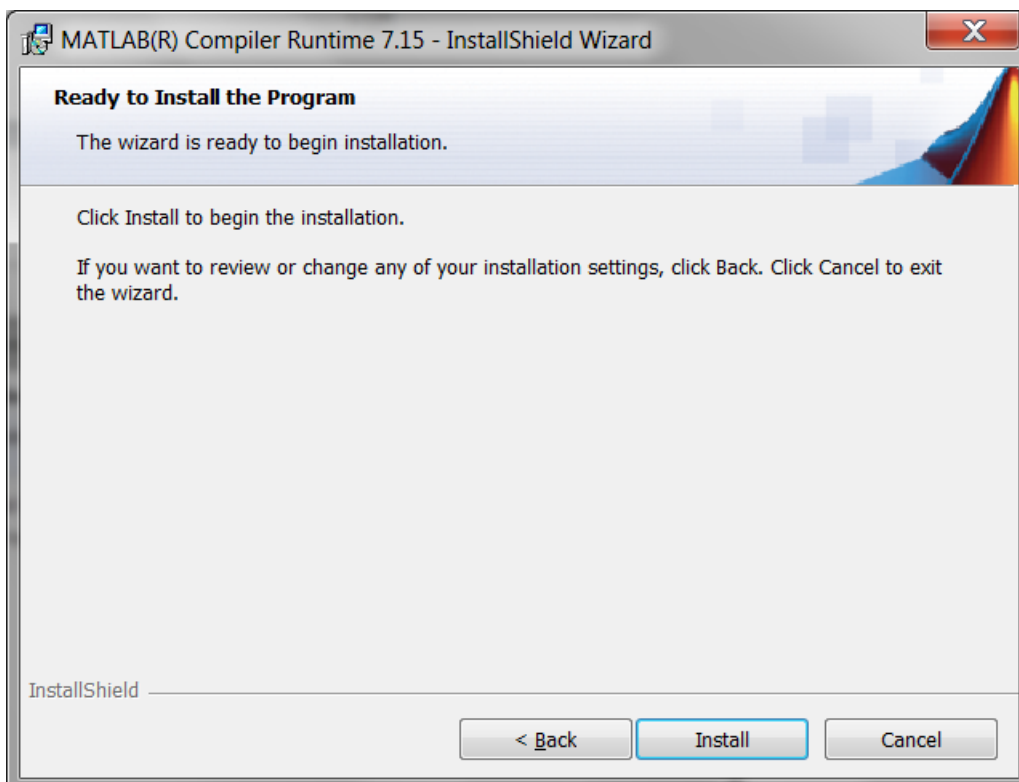 MATLAB(R) Compiler Runtime 7.15 - InstallShield Wizard
Ready to Install the Program
The wizard is ready to begin installation.
Click Install to begin the installation.
If you want to review or change any of your installation settings, click Back. Click Cancel to exit
the wizard.
InstallShield
< Back
Install
Cancel